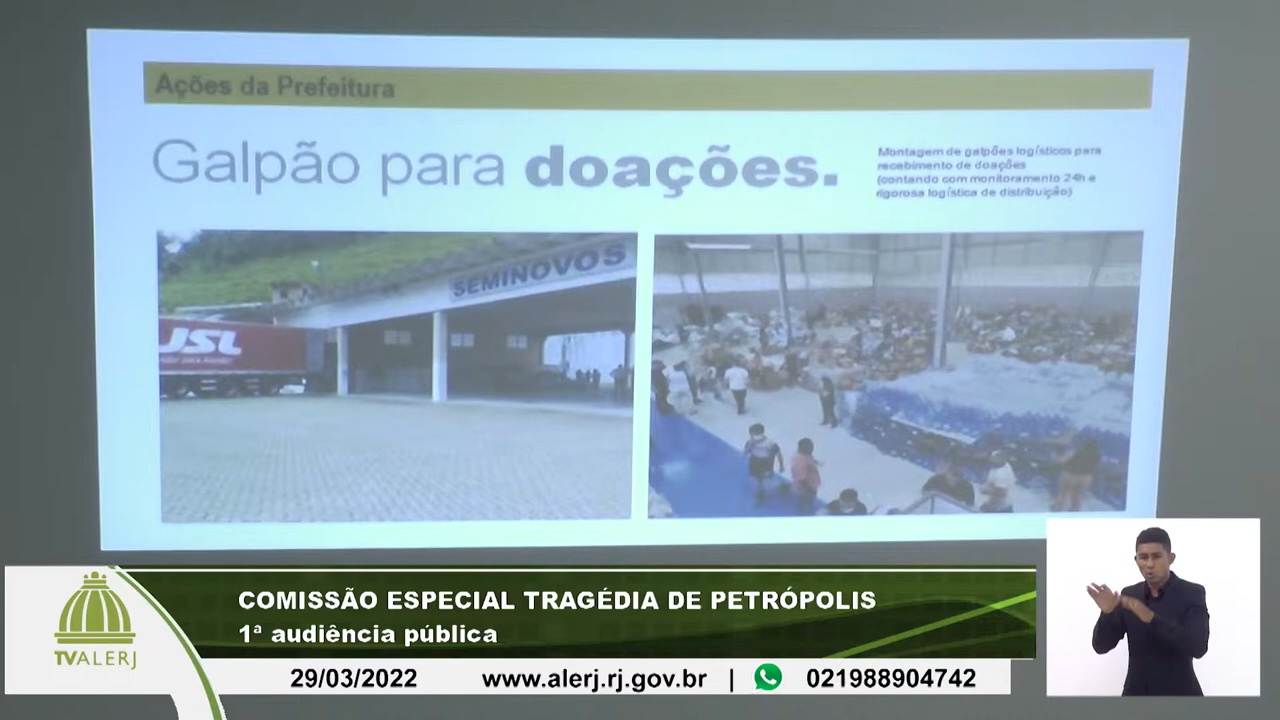 Ações da Prefeitura
Galpão para doações.
Montagem de galpões logísticos para
recebimento de doações
(contando com monitoramento 24h e
rigorosa logística de distribuição)
SEMINOVOS
JSL
COMISSÃO ESPECIAL TRAGÉDIA DE PETRÓPOLIS
1ª audiência pública
TVALERJ
29/03/2022 www.alerj.rj.gov.br | 021988904742